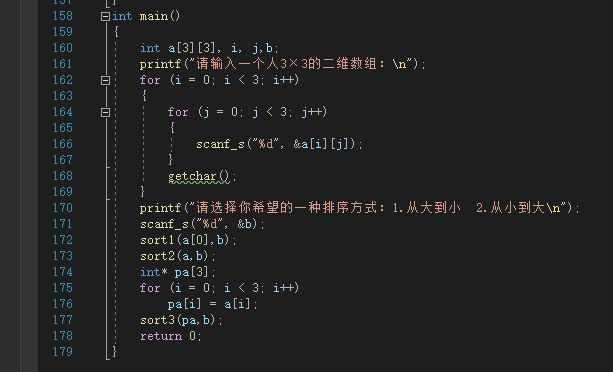 157 }
158 int main()
159 {
160 int a[3][3], i, j,b;
161 printf("请输入一个人3×3的二维数组：\n");
162 for (i = 0; i < 3; i++)
163 {
164 for (j = 0; j < 3; j++)
165 {
166 scanf_s("%d", &a[i][j]);
167 }
168 getchar();
169 }
170 printf("请选择你希望的一种排序方式：1.从大到小  2.从小到大\n");
171 scanf_s("%d", &b);
172 sort1(a[0],b);
173 sort2(a,b);
174 int* pa[3];
175 for (i = 0; i < 3; i++)
176 pa[i] = a[i];
177 sort3(pa,b);
178 return 0;
179 }